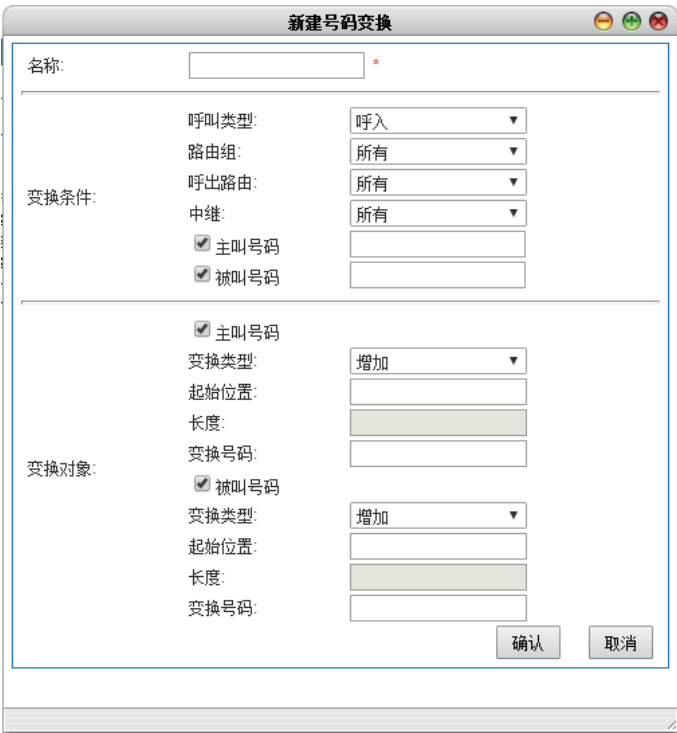 新建号码变换
名称: *
呼叫类型: 呼入
路由组: 所有
呼出路由: 所有
变换条件:
中继: 所有
主叫号码
被叫号码
主叫号码
变换类型: 增加
起始位置:
长度:
变换号码:
变换对象:
被叫号码
变换类型: 增加
起始位置:
长度:
变换号码:
确认 取消